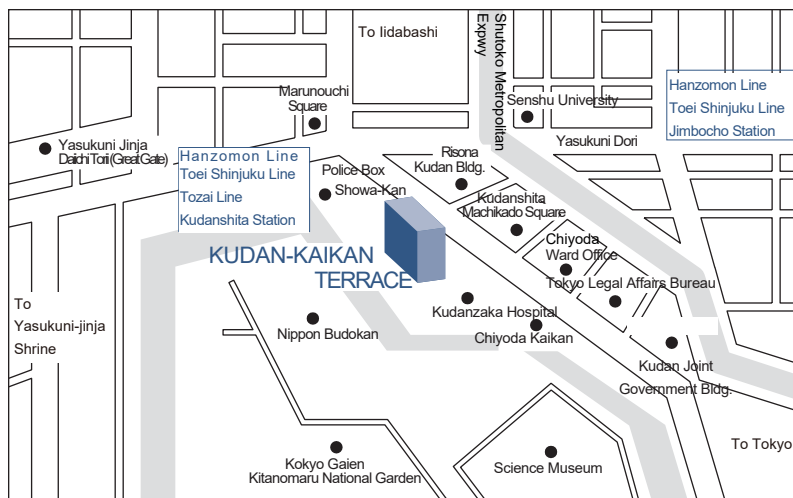 To Iidabashi
Shutoko Metropolitan
Expwy
Marunouchi
Square
Senshu University
Hanzomon Line
Toei Shinjuku Line
Jimbocho Station
Yasukuni Jinja
Daiichi Torii (Great Gate)
Hanzomon Line
Toei Shinjuku Line
Tozai Line
Kudanshita Station
Yasukuni Dori
Risona
Kudan Bldg.
Police Box
Showa-Kan
Kudanshita
Machikado Square
Chiyoda
Ward Office
KUDAN-KAIKAN
TERRACE
Tokyo Legal Affairs Bureau
To
Yasukuni-jinja
Shrine
Kudanzaka Hospital
Nippon Budokan
Chiyoda Kaikan
Kudan Joint
Government Bldg.
To Tokyo
Kokyo Gaien
Kitanomaru National Garden
Science Museum